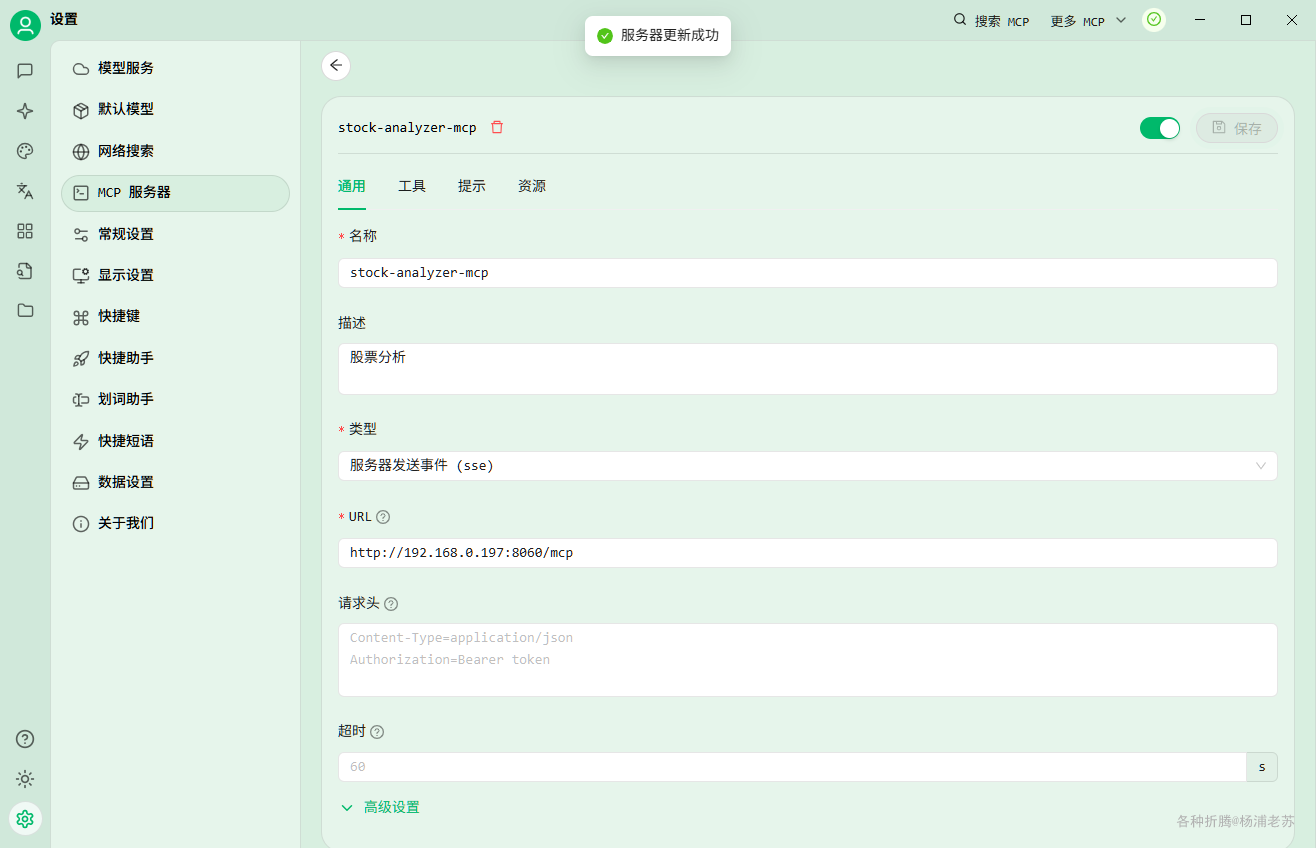 设置
搜索 MCP
更多 MCP
服务器更新成功
模型服务
默认模型
网络搜索
MCP 服务器
常规设置
显示设置
快捷键
快捷助手
划词助手
快捷短语
数据设置
关于我们
stock-analyzer-mcp
保存
通用 工具 提示 资源
* 名称
stock-analyzer-mcp
描述
股票分析
* 类型
服务器发送事件 (sse)
* URL
http://192.168.0.197:8060/mcp
请求头
Content-Type=application/json
Authorization=Bearer token
超时
60
s
高级设置
各种折腾@杨浦老苏